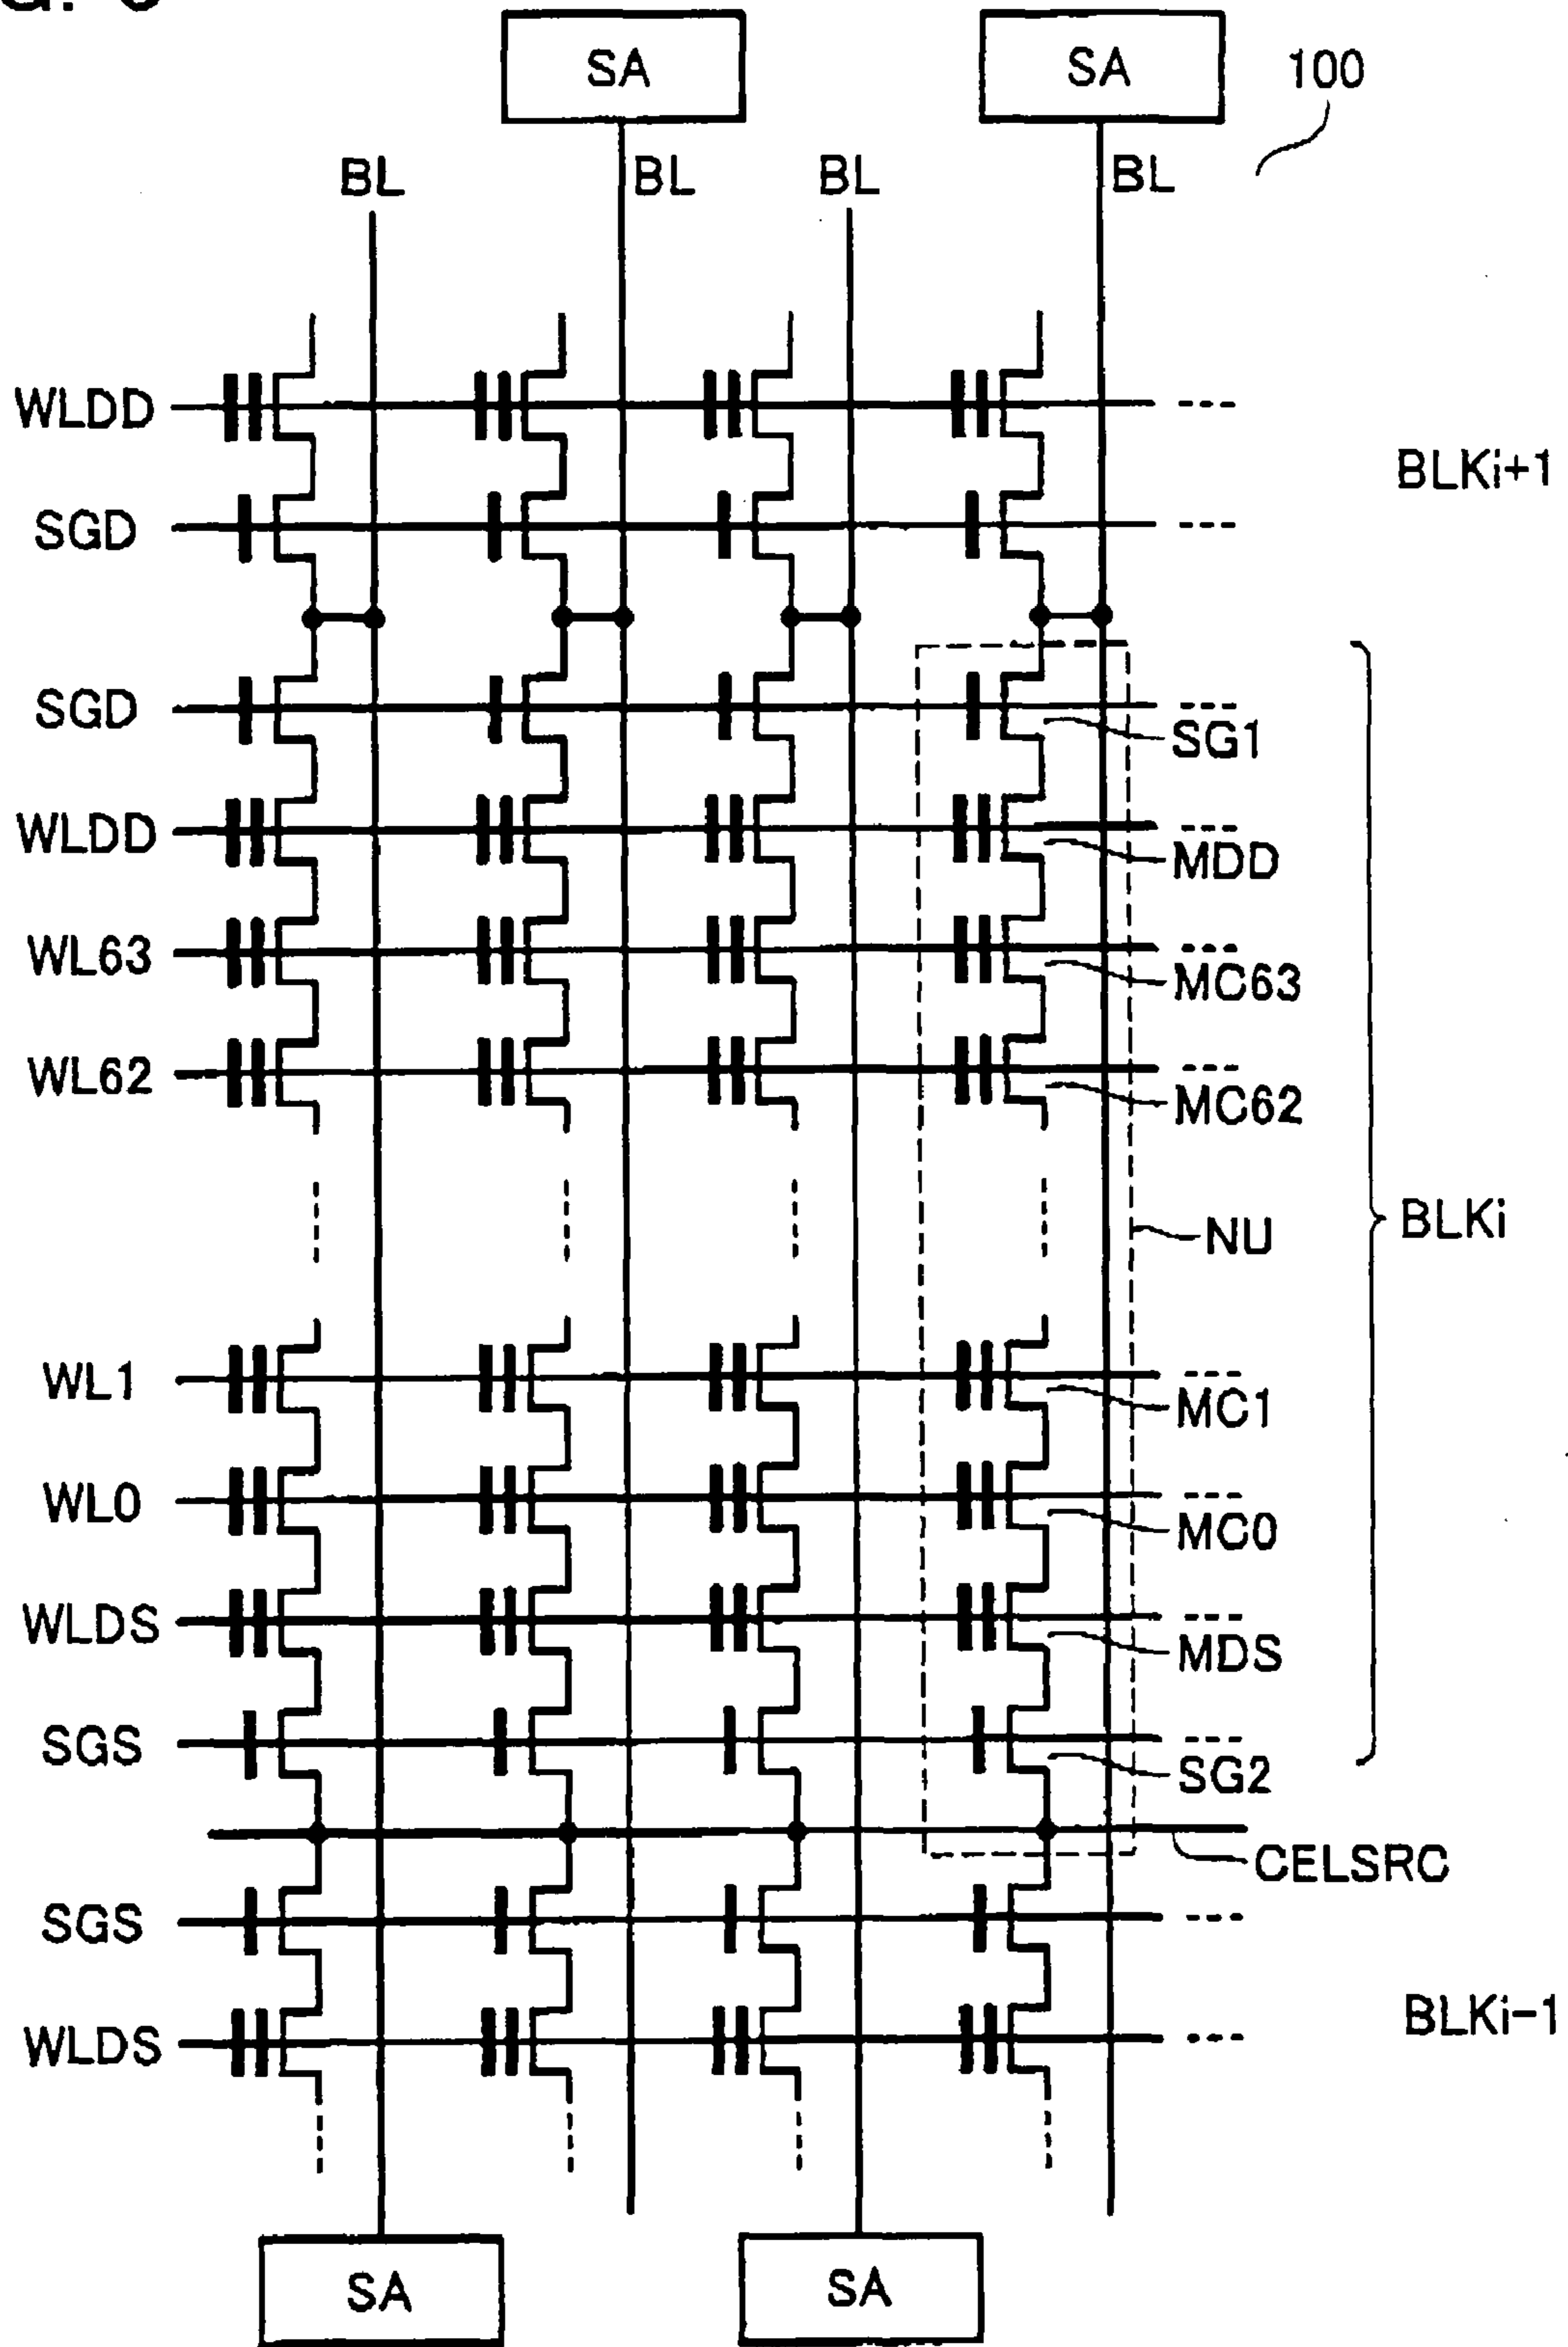 SA SA 100
BL BL BL BL
WLDD
BLKi+1
SGD
SGD
SG1
WLDD
MDD
WL63
MC63
WL62
MC62
NU BLKi
WL1
MC1
WL0
MC0
WLDS
MDS
SGS
SG2
CELSRC
SGS
BLKi-1
WLDS
SA SA